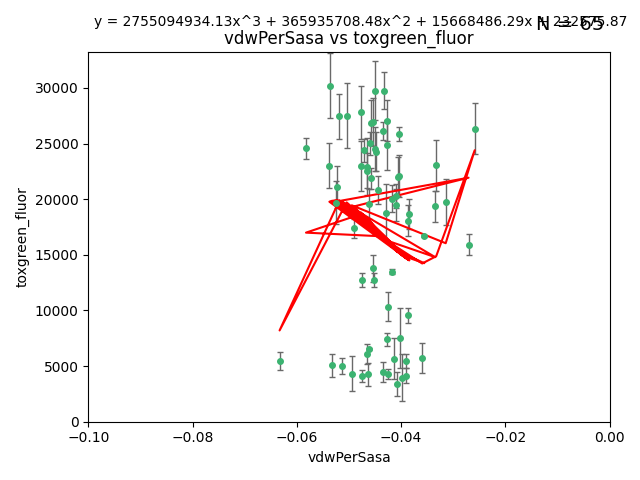 y = 2755094934.13x^3 + 365935708.48x^2 + 15668486.29x +
N = 65
vdwPerSasa vs toxgreen_fluor
toxgreen_fluor
30000
25000
20000
15000
10000
5000
0
−0.10
−0.08
−0.06
−0.04
−0.02
0.00
vdwPerSasa